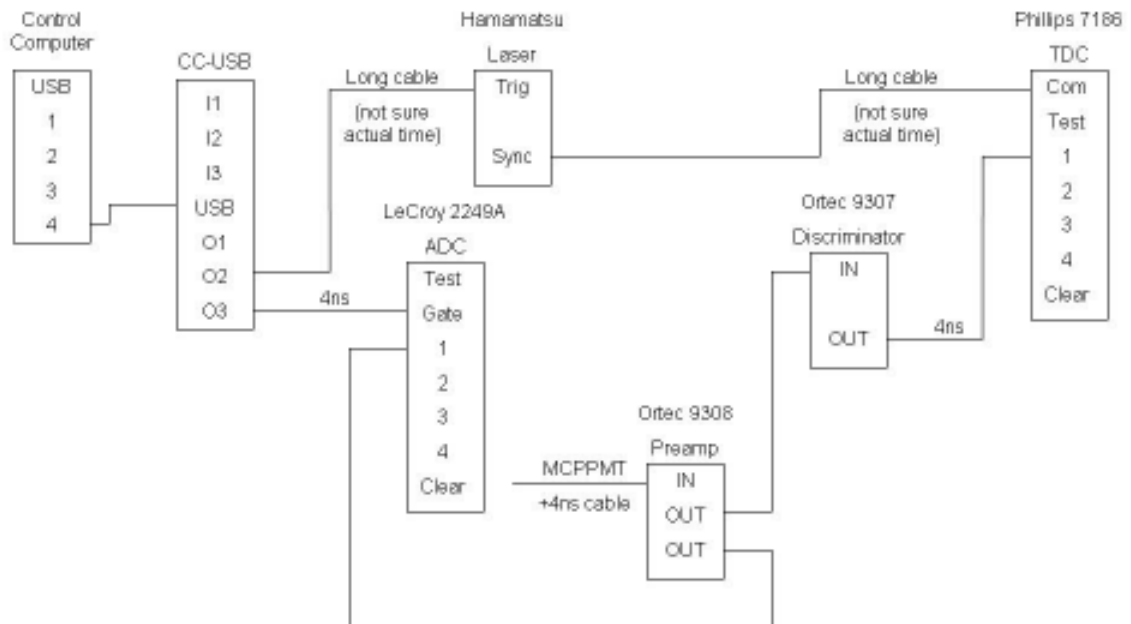 Control
Computer
USB
1
2
3
4
CC-USB
I1
I2
I3
USB
O1
O2
O3
Long cable
(not sure
actual time)
4ns
Hamamatsu
Laser
Trig
Sync
LeCroy 2249A
ADC
Test
Gate
1
2
3
4
Clear
MCPPMT
+4ns cable
Ortec 9308
Preamp
IN
OUT
OUT
Ortec 9307
Discriminator
IN
OUT
4ns
Long cable
(not sure
actual time)
Phillips 7186
TDC
Com
Test
1
2
3
4
Clear